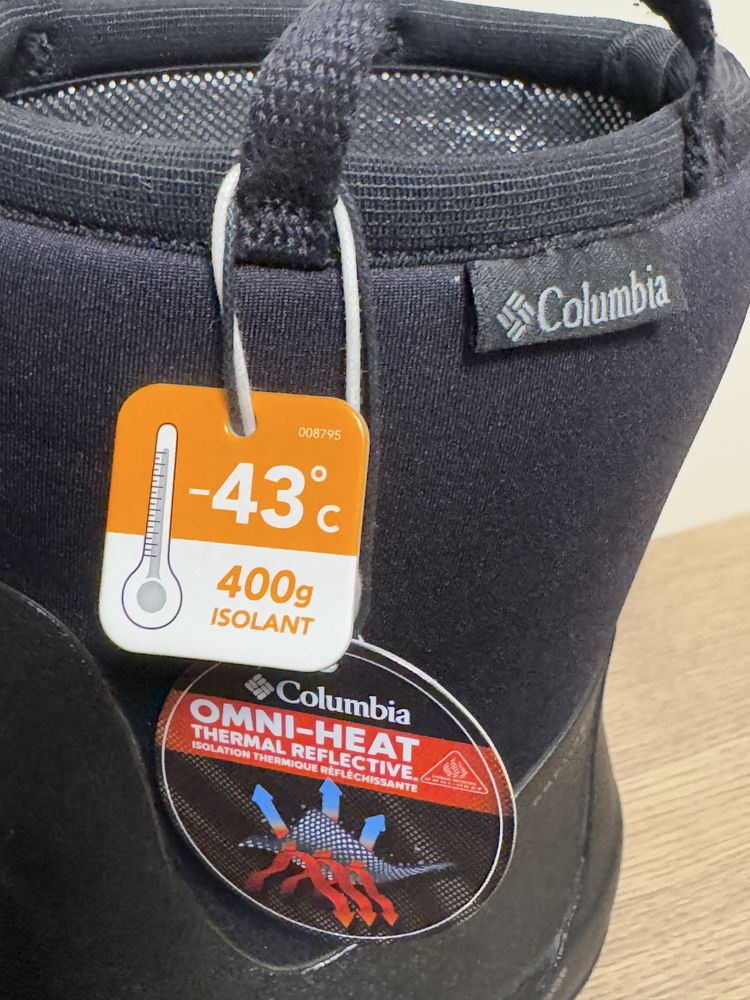 Columbia
008795
-43°C
400g
ISOLANT
Columbia
OMNI-HEAT
THERMAL REFLECTIVE
ISOLATION THERMIQUE RÉFLÉCHISSANTE